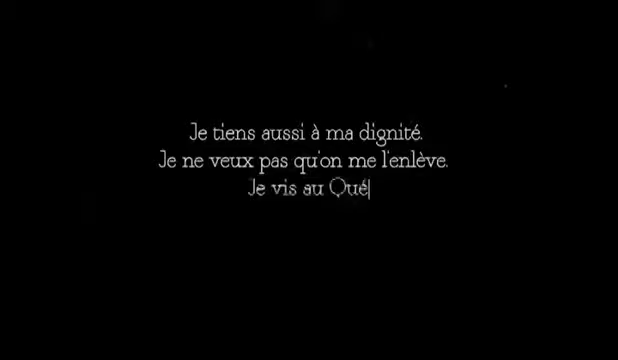 Je tiens aussi à ma dignité.
Je ne veux pas qu'on me l'enlève.
Je vis au Qué